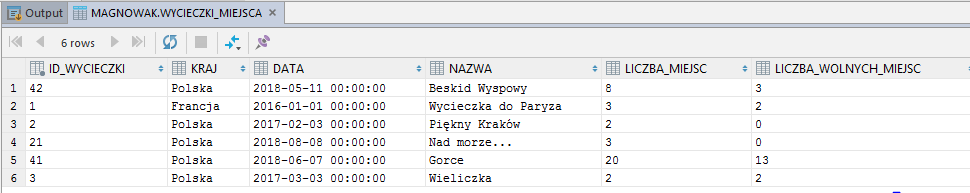 Output MAGNOWAK.WYCIECZKI_MIEJSCA
6 rows
ID_WYCIECZKI KRAJ DATA NAZWA LICZBA_MIEJSC LICZBA_WOLNYCH_MIEJSC
1 42 Polska 2018-05-11 00:00:00 Beskid Wyspowy 8 3
2 1 Francja 2016-01-01 00:00:00 Wycieczka do Paryza 3 2
3 2 Polska 2017-02-03 00:00:00 Piękny Kraków 2 0
4 21 Polska 2018-08-08 00:00:00 Nad morze... 3 0
5 41 Polska 2018-06-07 00:00:00 Gorce 20 13
6 3 Polska 2017-03-03 00:00:00 Wieliczka 2 2